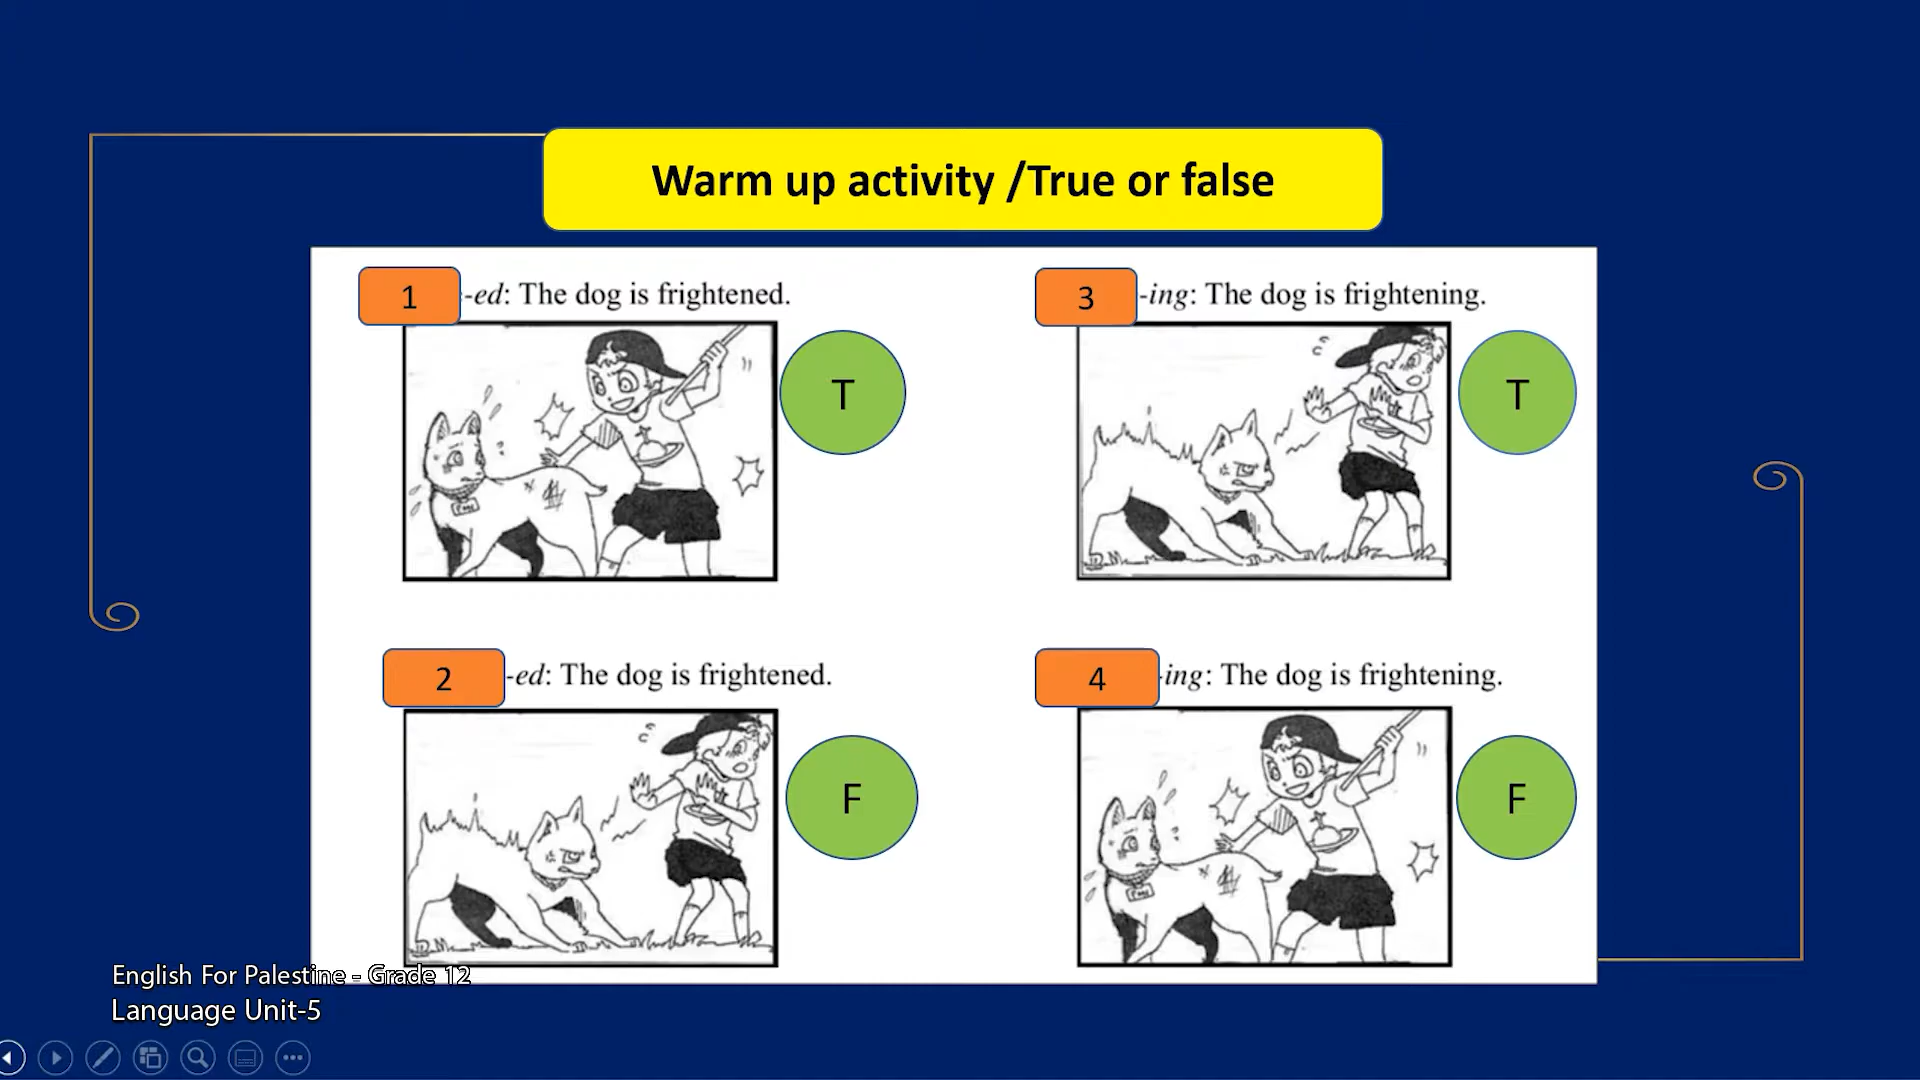 Warm up activity /True or false
1
-ed: The dog is frightened.
T
3
-ing: The dog is frightening.
T
2
-ed: The dog is frightened.
F
4
-ing: The dog is frightening.
F
English For Palestine - Grade 12
Language Unit-5